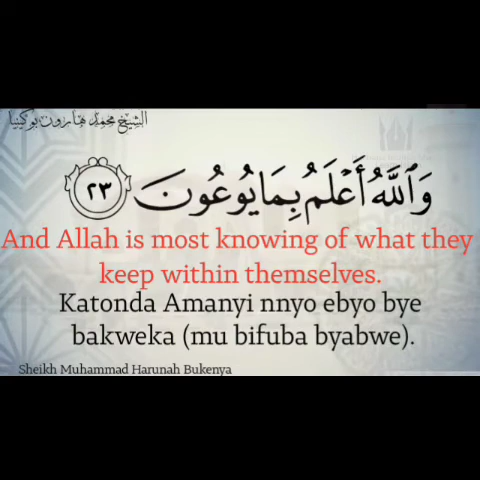 الشيخ محمد هارون بوكينيا
وَٱللَّهُ أَعْلَمُ بِمَا يُوعُونَ ٢٣
And Allah is most knowing of what they
keep within themselves.
Katonda Amanyi nnyo ebyo bye
bakweka (mu bifuba byabwe).
Sheikh Muhammad Harunah Bukenya